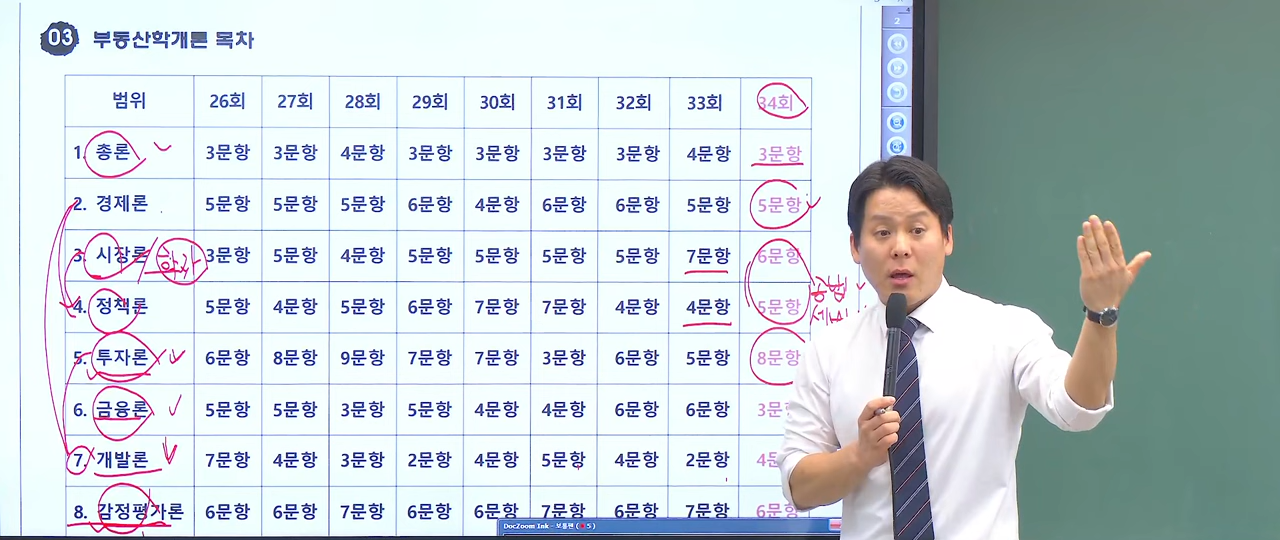 03 부동산학개론 목차
범위 26회 27회 28회 29회 30회 31회 32회 33회 34회
1. 총론 3문항 3문항 4문항 3문항 3문항 3문항 3문항 4문항 3문항
2. 경제론 5문항 5문항 5문항 6문항 4문항 6문항 6문항 5문항 5문항
3. 시장론 3문항 5문항 4문항 5문항 5문항 5문항 5문항 7문항 6문항
4. 정책론 5문항 4문항 5문항 6문항 7문항 7문항 4문항 4문항 5문항
공법
5. 투자론 6문항 8문항 9문항 7문항 7문항 3문항 6문항 5문항 8문항
6. 금융론 5문항 5문항 3문항 5문항 4문항 4문항 6문항 6문항 3문
7. 개발론 7문항 4문항 3문항 2문항 4문항 5문항 4문항 2문항
8. 감정평가론 6문항 6문항 7문항 6문항 6문항 7문항 6문항
DocZoom Ink - 보통펜 ( 5 )
2